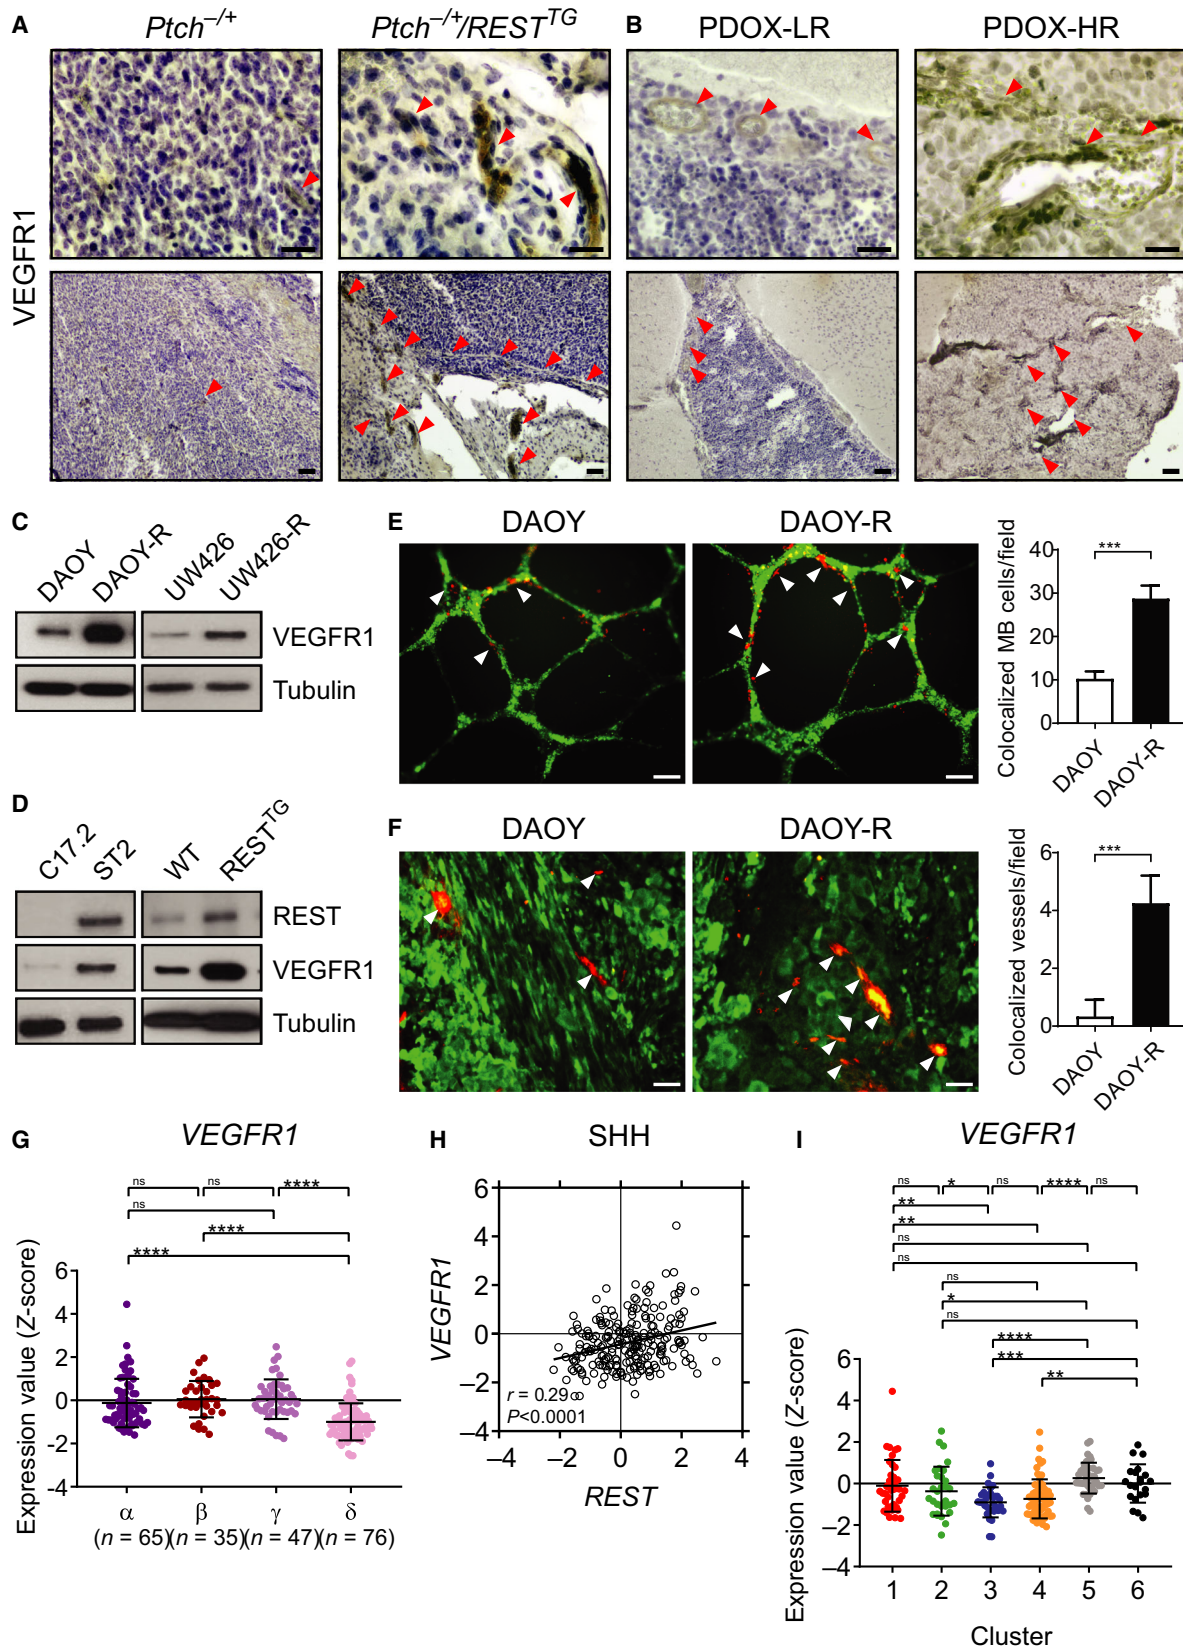 A
Ptch−/+
Ptch−/+/RESTTG
B
PDOX-LR
PDOX-HR
VEGFR1
C
DAOY
DAOY-R
UW426
UW426-R
VEGFR1
Tubulin
D
C17.2
ST2
WT
RESTTG
REST
VEGFR1
Tubulin
E
DAOY
DAOY-R
Colocalized MB cells/field
40
30
20
10
0
***
DAOY
DAOY-R
F
DAOY
DAOY-R
Colocalized vessels/field
6
4
2
0
***
DAOY
DAOY-R
G
VEGFR1
ns
ns
****
ns
****
****
Expression value (Z-score)
6
4
2
0
-2
-4
α
β
γ
δ
(n = 65)(n = 35)(n = 47)(n = 76)
H
SHH
VEGFR1
6
4
2
0
−2
−4
r = 0.29
P<0.0001
−4
−2
0
2
4
REST
I
VEGFR1
ns
*
ns
****
ns
**
**
ns
ns
ns
*
ns
****
***
**
Expression value (Z-score)
6
4
2
0
−2
−4
1
2
3
4
5
6
Cluster